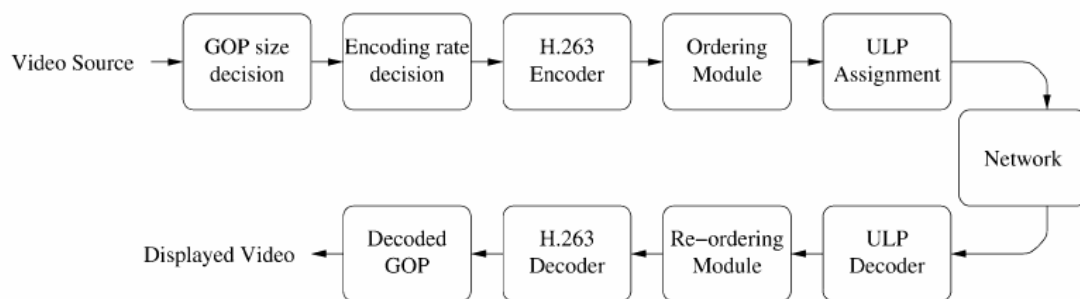 Video Source
GOP size
decision
Encoding rate
decision
H.263
Encoder
Ordering
Module
ULP
Assignment
Network
ULP
Decoder
Re-ordering
Module
H.263
Decoder
Decoded
GOP
Displayed Video